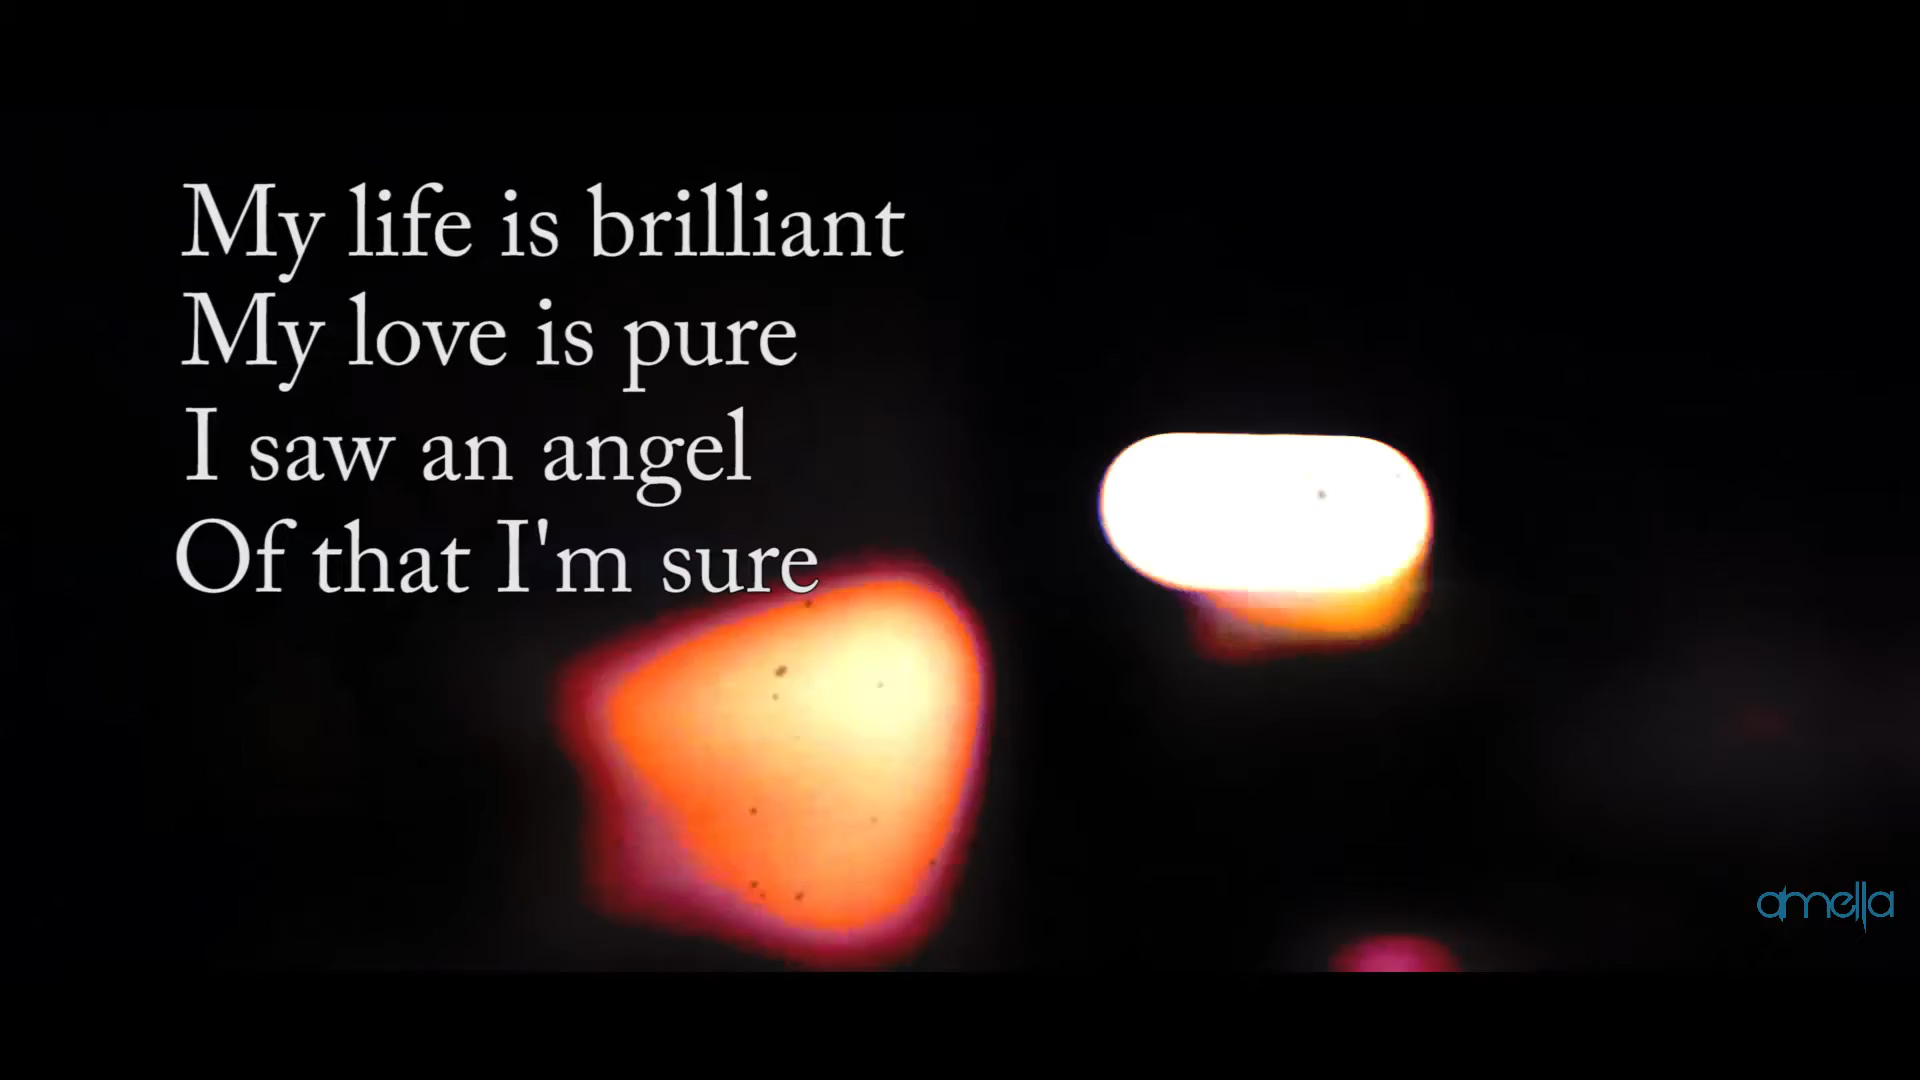 My life is brilliant
My love is pure
I saw an angel
Of that I'm sure
amella